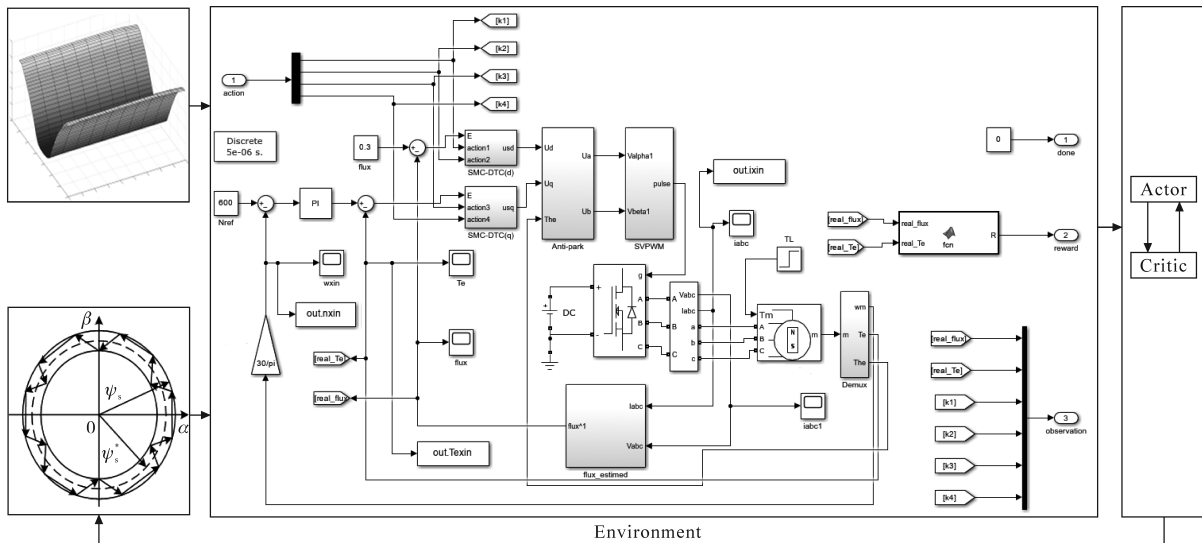 [k1]
[k2]
[k3]
[k4]
1
action
Discrete
5e-06 s.
0.3
flux
E
action1
action2
usd
SMC-DTC(d)
600
Nref
PI
E
action3
action4
usq
SMC-DTC(q)
Ud
Uq
The
Ua
Ub
Anti-park
Valpha1
Vbeta1
pulse
SVPWM
out.ixin
iabc
TL
0
1
done
[real_flux]
[real_Te]
real_flux
real_Te
fcn
R
2
reward
Actor
Critic
wxin
out.nxin
Te
flux
30/pi
[real_Te]
[real_flux]
out.Texin
DC
+
-
g
A
B
C
A
B
C
Vabc
Iabc
a
b
c
Tm
A
B
C
N
S
m
m
wm
Te
The
Demux
iabc1
Iabc
Vabc
flux^1
flux_estimed
[real_flux]
[real_Te]
[k1]
[k2]
[k3]
[k4]
3
observation
β
ψs
0
α
ψs*
Environment